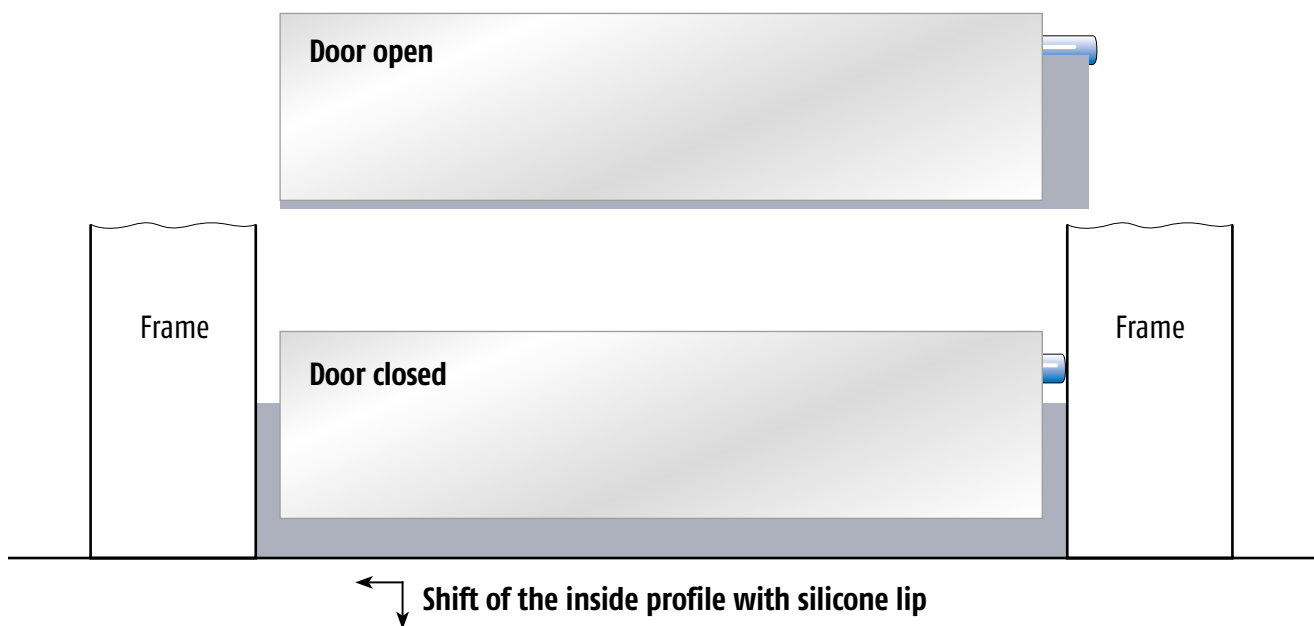 Door open
Frame
Frame
Door closed
Shift of the inside profile with silicone lip